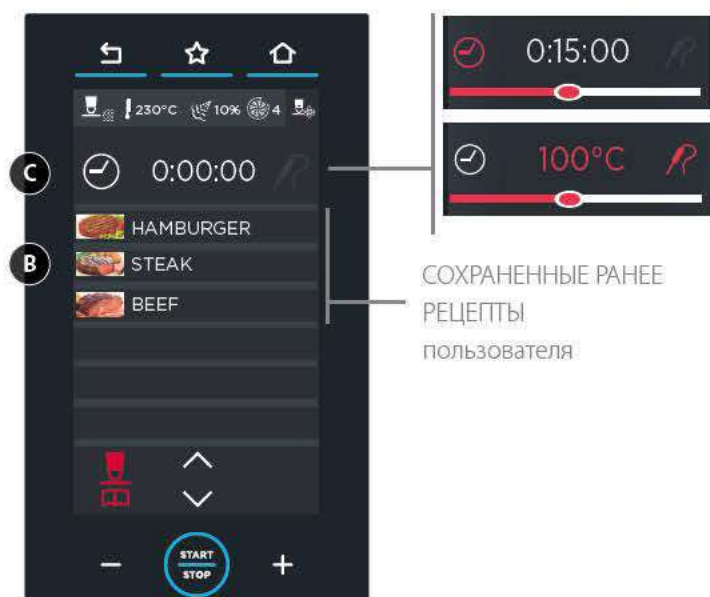 230°C 10% 4
C
0:00:00
HAMBURGER
B
STEAK
BEEF
START
STOP
− +
0:15:00
100°C
СОХРАНЕННЫЕ РАНЕЕ
РЕЦЕПТЫ
пользователя